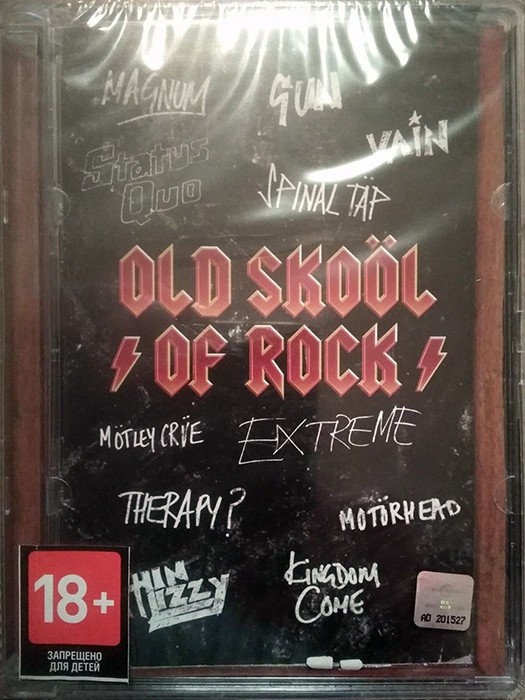 MAGNUM
GUN
VAIN
Status
Quo
SPINAL TAP
OLD SKOÖL
OF ROCK
MÖTLEY CRÜE
EXTREME
THERAPY?
MOTÖRHEAD
THIN
LIZZY
KINGDOM
COME
18+
ЗАПРЕЩЕНО
ДЛЯ ДЕТЕЙ
AD 201527